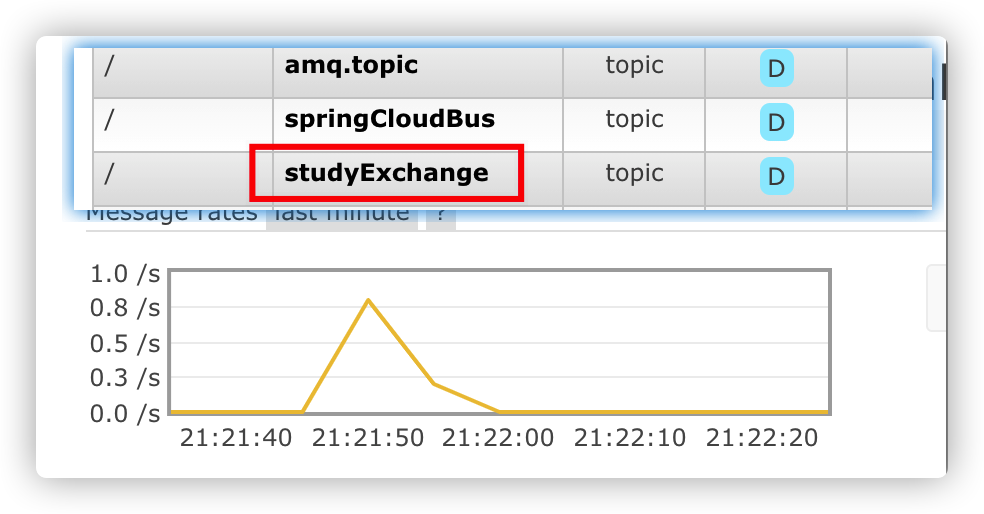 / amq.topic topic D
/ springCloudBus topic D
/ studyExchange topic D
Message rates last minute ?
1.0 /s
0.8 /s
0.5 /s
0.3 /s
0.0 /s
21:21:40 21:21:50 21:22:00 21:22:10 21:22:20